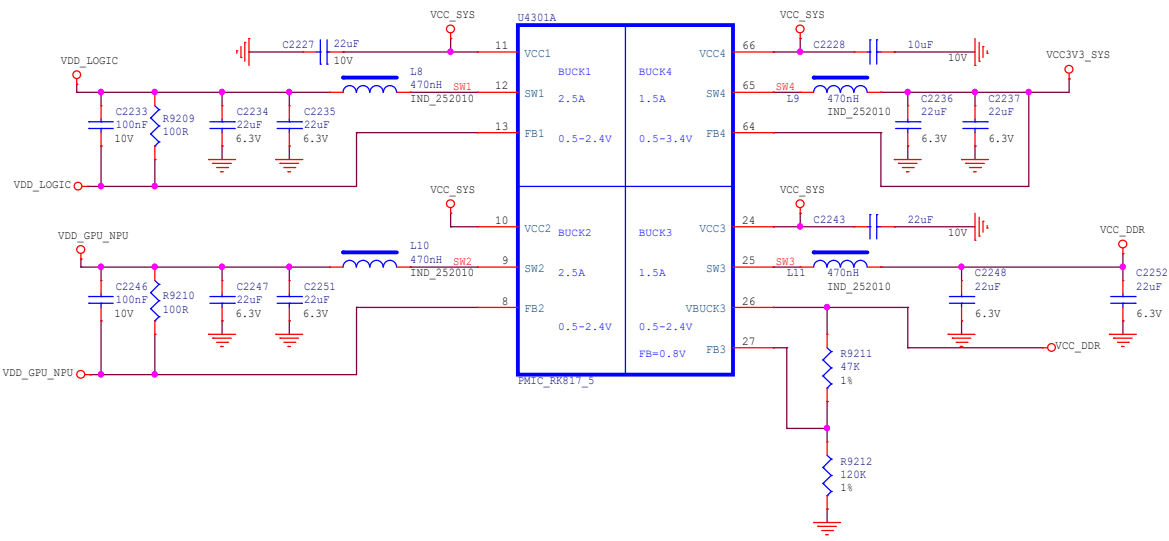 VCC_SYS
U4301A
VCC_SYS
C2227
22uF
10V
11
VCC1
VCC4
66
C2228
10uF
10V
VDD_LOGIC
BUCK1
BUCK4
VCC3V3_SYS
L8
470nH
IND_252010
SW1
12
SW1
2.5A
1.5A
SW4
65
SW4
L9
470nH
IND_252010
C2233
100nF
10V
R9209
100R
C2234
22uF
6.3V
C2235
22uF
6.3V
C2236
22uF
6.3V
C2237
22uF
6.3V
13
FB1
0.5-2.4V
0.5-3.4V
FB4
64
VDD_LOGIC
VCC_SYS
VCC_SYS
10
VCC2
BUCK2
BUCK3
VCC3
24
C2243
22uF
10V
VDD_GPU_NPU
VCC_DDR
L10
470nH
IND_252010
SW2
9
SW2
2.5A
1.5A
SW3
25
SW3
L11
470nH
IND_252010
C2246
100nF
10V
R9210
100R
C2247
22uF
6.3V
C2251
22uF
6.3V
C2248
22uF
6.3V
C2252
22uF
6.3V
8
FB2
0.5-2.4V
0.5-2.4V
VBUCK3
26
FB=0.8V
FB3
27
VCC_DDR
VDD_GPU_NPU
PMIC_RK817_5
R9211
47K
1%
R9212
120K
1%